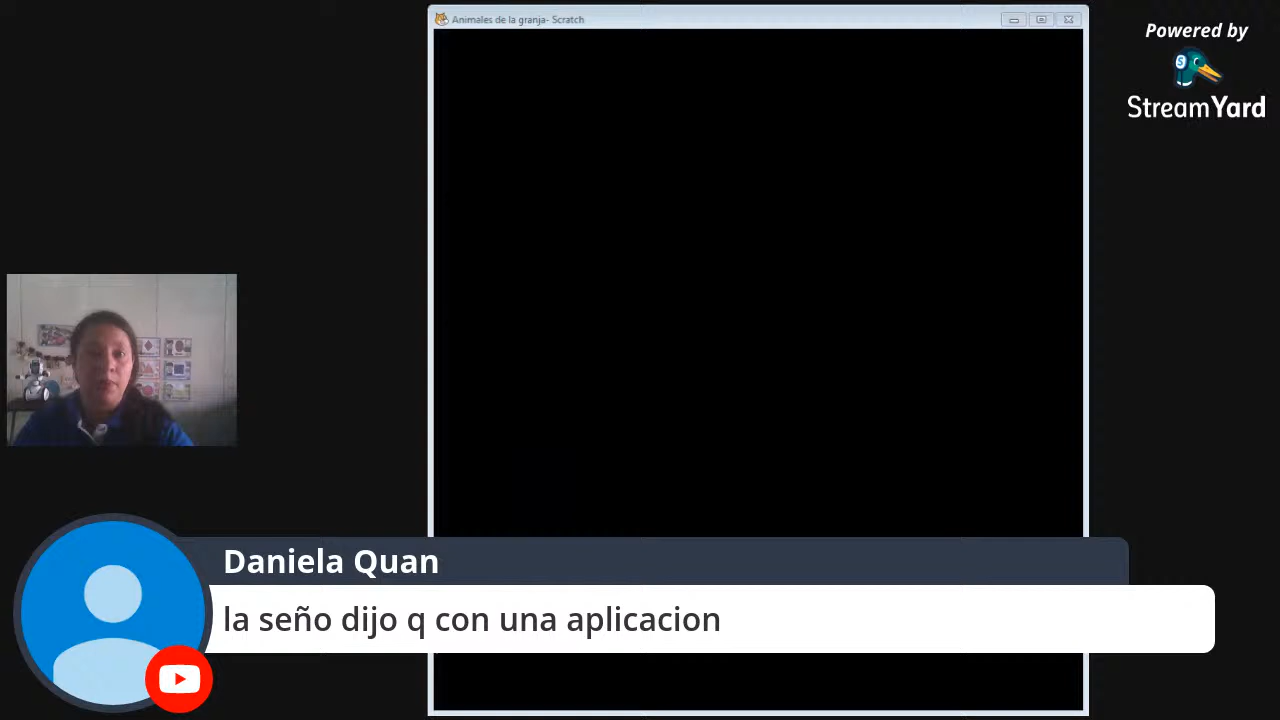 Animales de la granja- Scratch
Powered by
StreamYard
Daniela Quan
la seño dijo q con una aplicacion